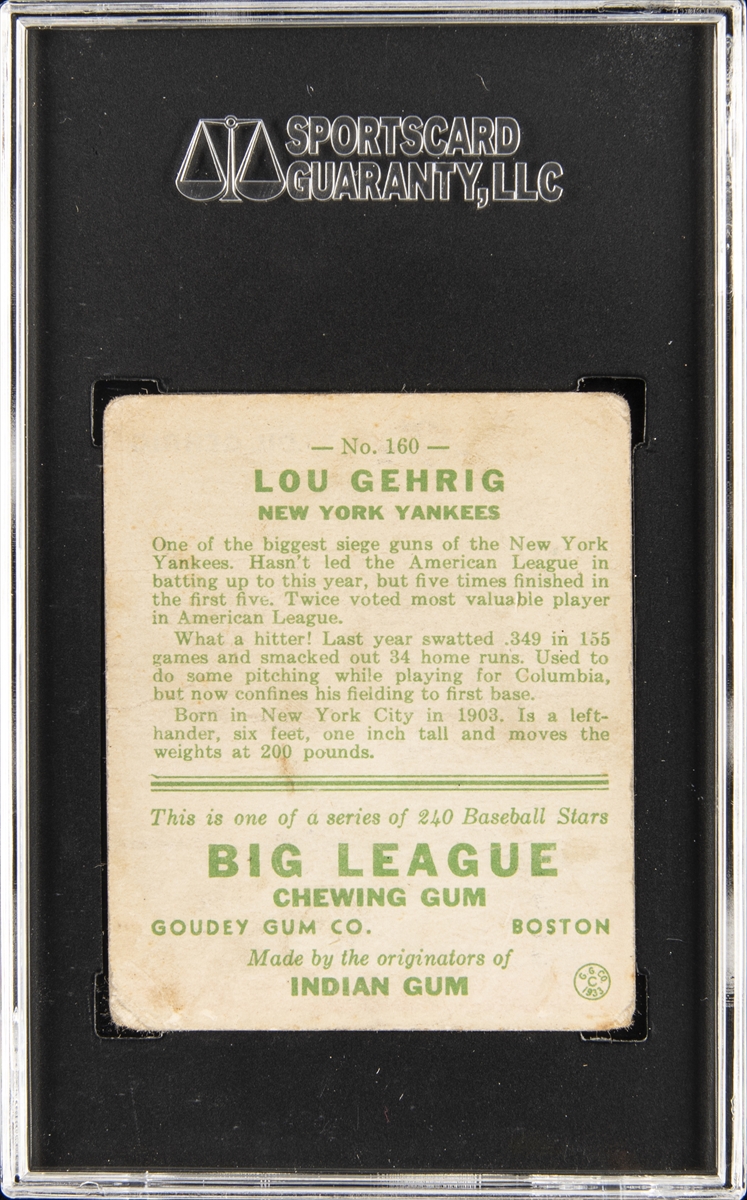 SPORTSCARD
GUARANTY, LLC
— No. 160 —
LOU GEHRIG
NEW YORK YANKEES
One of the biggest siege guns of the New York
Yankees. Hasn't led the American League in
batting up to this year, but five times finished in
the first five. Twice voted most valuable player
in American League.
What a hitter! Last year swatted .349 in 155
games and smacked out 34 home runs. Used to
do some pitching while playing for Columbia,
but now confines his fielding to first base.
Born in New York City in 1903. Is a left-
hander, six feet, one inch tall and moves the
weights at 200 pounds.
This is one of a series of 240 Baseball Stars
BIG LEAGUE
CHEWING GUM
GOUDEY GUM CO. BOSTON
Made by the originators of
INDIAN GUM
G. G. CO.
C
1933